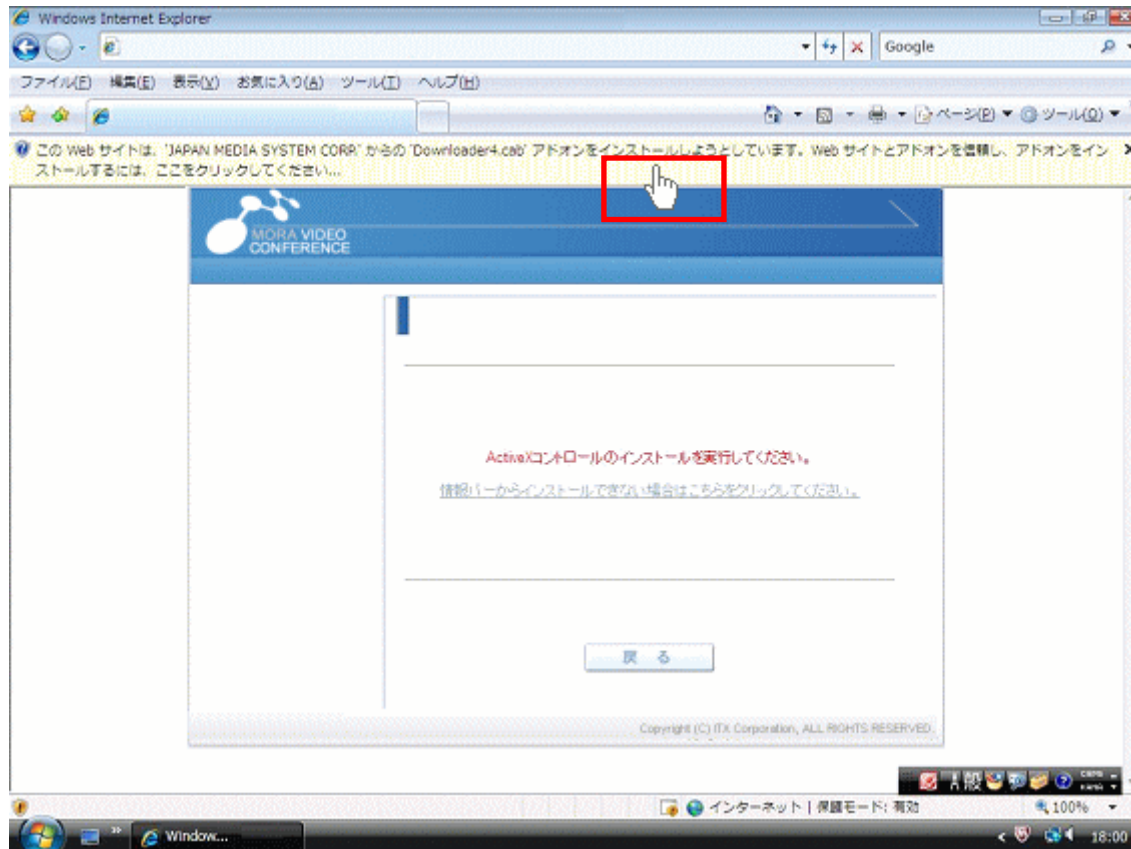 Windows Internet Explorer
Google
ファイル(F) 編集(E) 表示(V) お気に入り(A) ツール(T) ヘルプ(H)
ページ(P) ツール(O)
この Web サイトは、'JAPAN MEDIA SYSTEM CORP.' からの 'Downloader4.cab' アドオンをインストールしようとしています。Web サイトとアドオンを信頼し、アドオンをイン
ストールするには、ここをクリックしてください...
MORA VIDEO
CONFERENCE
ActiveXコントロールのインストールを実行してください。
情報バーからインストールできない場合はこちらをクリックしてください。
戻る
Copyright (C) ITX Corporation, ALL RIGHTS RESERVED.
A 般 CAPS
KANA
インターネット | 保護モード: 有効 100%
Window... 18:00